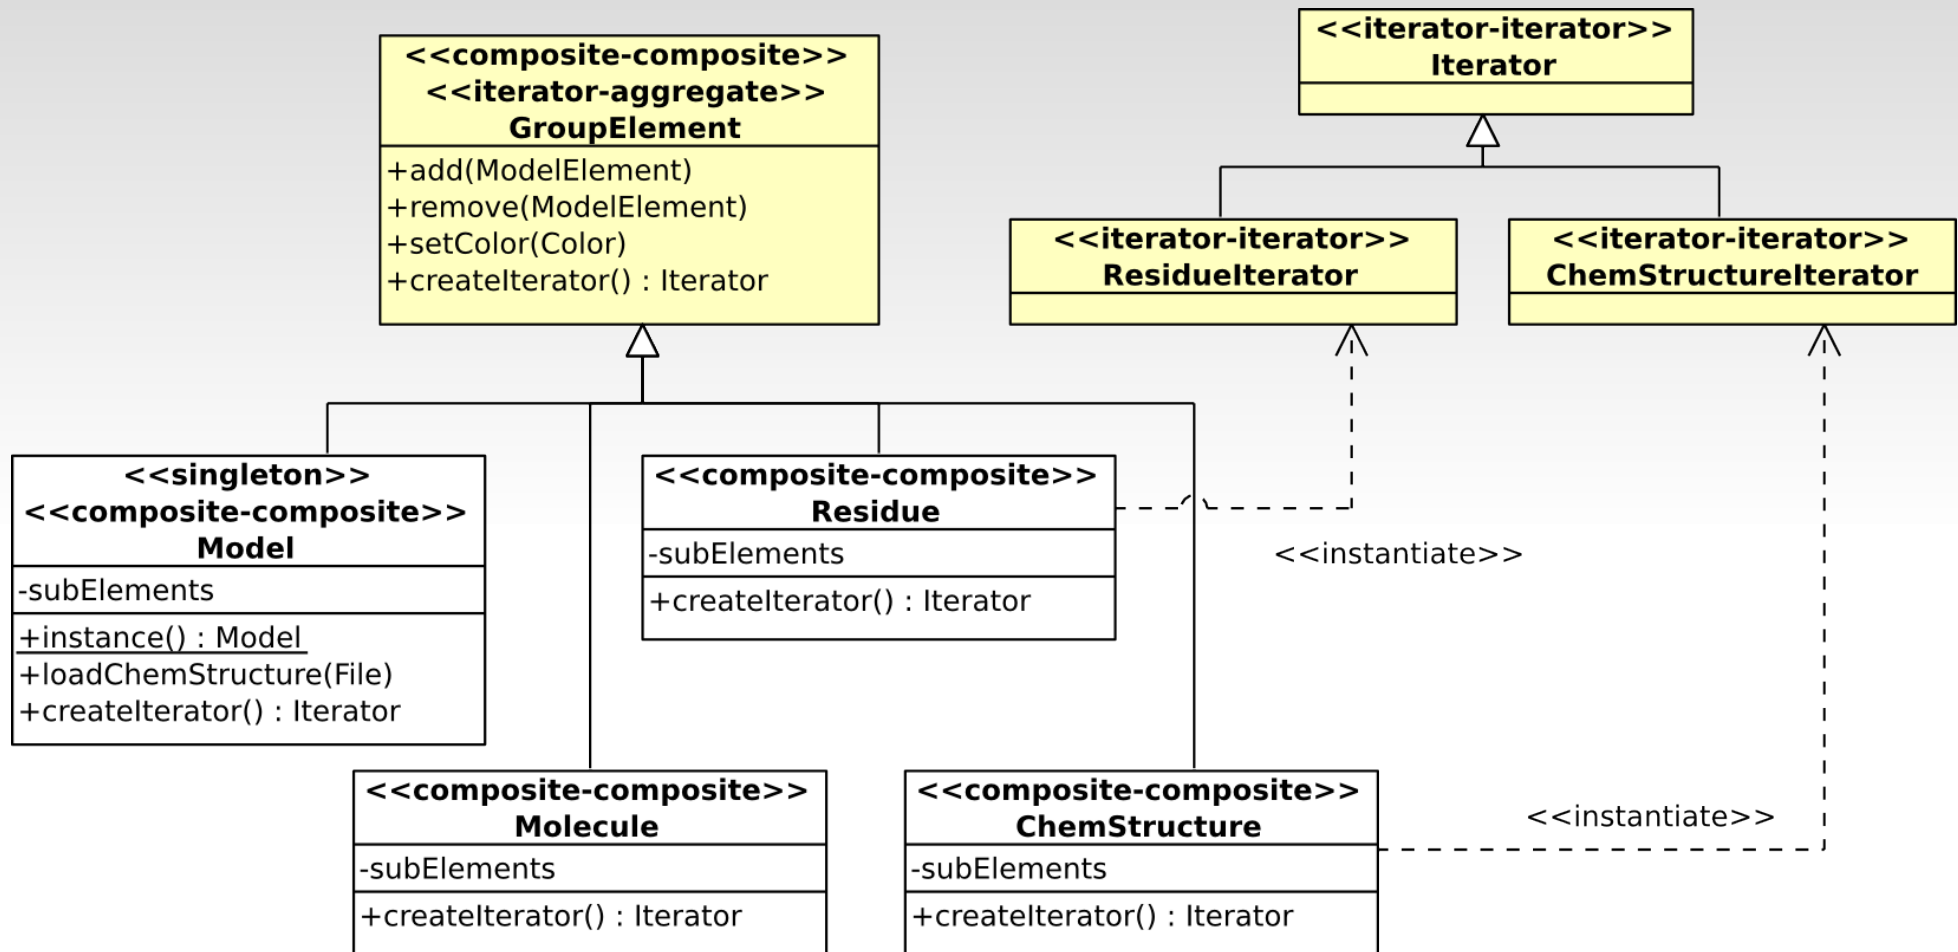 <<composite-composite>>
<<iterator-aggregate>>
GroupElement
+add(ModelElement)
+remove(ModelElement)
+setColor(Color)
+createIterator() : Iterator
<<iterator-iterator>>
Iterator
<<iterator-iterator>>
ResidueIterator
<<iterator-iterator>>
ChemStructureIterator
<<singleton>>
<<composite-composite>>
Model
-subElements
+instance() : Model
+loadChemStructure(File)
+createIterator() : Iterator
<<composite-composite>>
Residue
-subElements
+createIterator() : Iterator
<<instantiate>>
<<composite-composite>>
Molecule
-subElements
+createIterator() : Iterator
<<composite-composite>>
ChemStructure
-subElements
+createIterator() : Iterator
<<instantiate>>